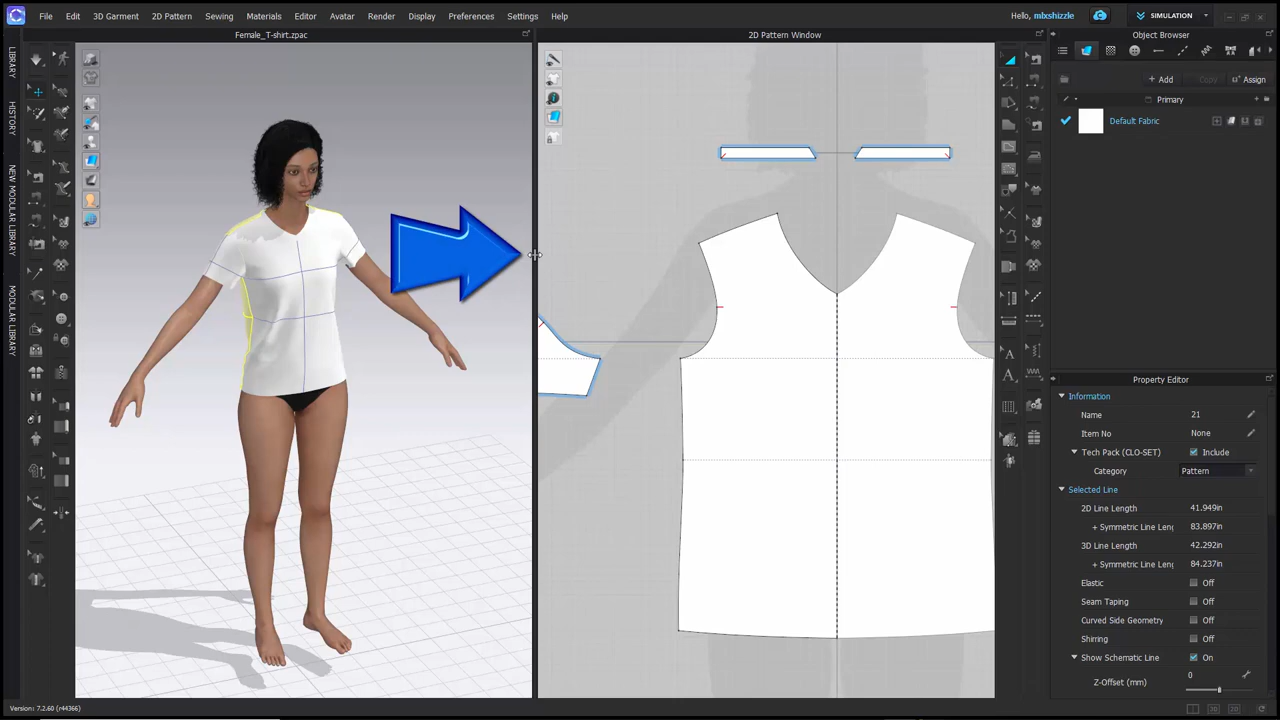 File Edit 3D Garment 2D Pattern Sewing Materials Editor Avatar Render Display Preferences Settings Help
Hello, mixshizzle
SIMULATION
Female_T-shirt.zpac
2D Pattern Window
Object Browser
LIBRARY
HISTORY
NEW MODULAR LIBRARY
MODULAR LIBRARY
+ Add Copy Assign
Primary
Default Fabric
Property Editor
Information
Name 21
Item No None
Tech Pack (CLO-SET) Include
Category Pattern
Selected Line
2D Line Length 41.949in
+ Symmetric Line Leng 83.897in
3D Line Length 42.292in
+ Symmetric Line Leng 84.237in
Elastic Off
Seam Taping Off
Curved Side Geometry Off
Shirring Off
Show Schematic Line On
Z-Offset (mm) 0
Version: 7.2.60 (r44366)
3D 2D